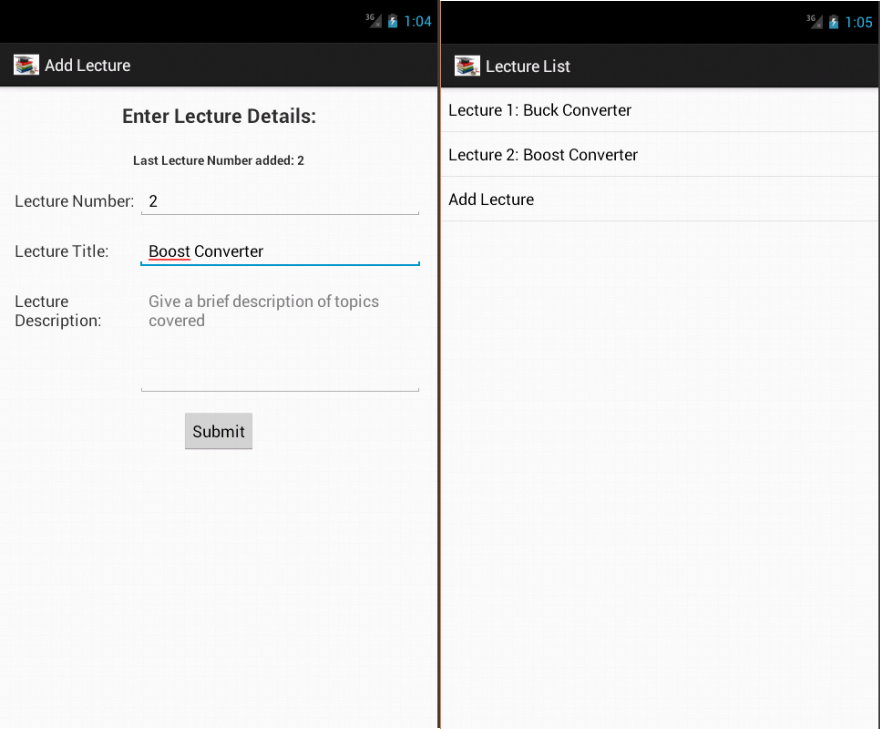 3G 1:04
Add Lecture
Enter Lecture Details:
Last Lecture Number added: 2
Lecture Number: 2
Lecture Title: Boost Converter
Lecture Description: Give a brief description of topics
covered
Submit
3G 1:05
Lecture List
Lecture 1: Buck Converter
Lecture 2: Boost Converter
Add Lecture